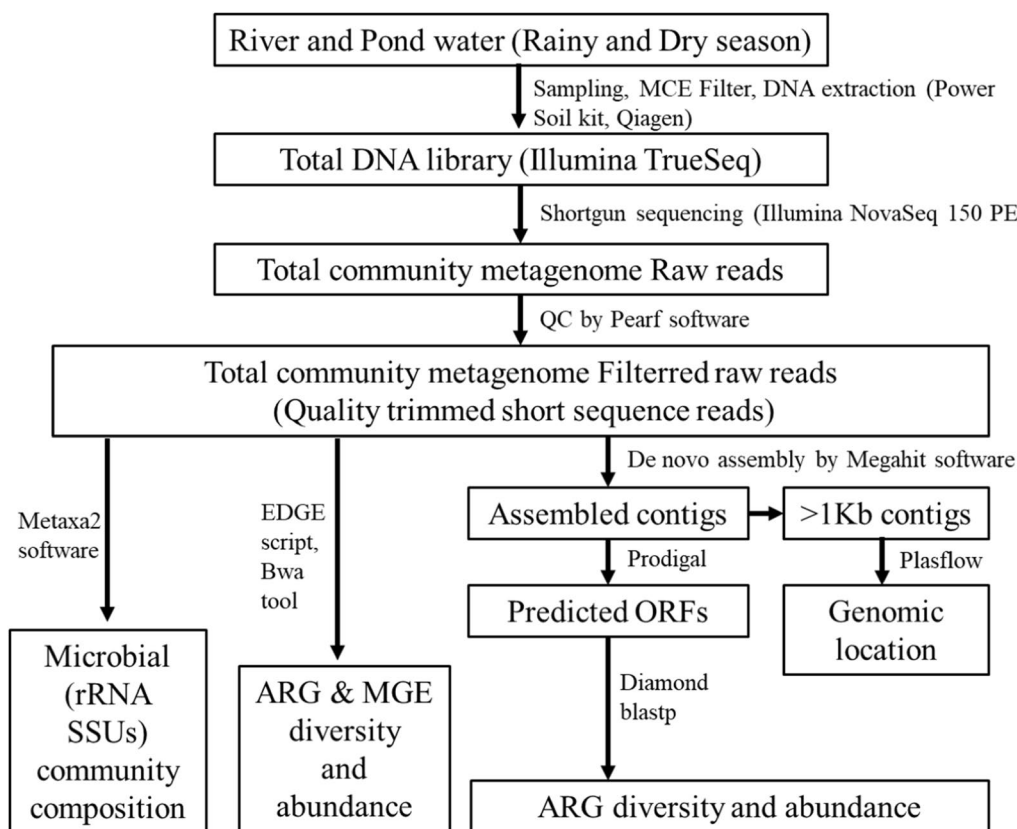 River and Pond water (Rainy and Dry season)
Sampling, MCE Filter, DNA extraction (Power
Soil kit, Qiagen)
Total DNA library (Illumina TrueSeq)
Shortgun sequencing (Illumina NovaSeq 150 PE
Total community metagenome Raw reads
QC by Pearf software
Total community metagenome Filterred raw reads
(Quality trimmed short sequence reads)
De novo assembly by Megahit software
Metaxa2
software
EDGE
script,
Bwa
tool
Assembled contigs
>1Kb contigs
Prodigal
Plasflow
Predicted ORFs
Genomic
location
Diamond
blastp
Microbial
(rRNA
SSUs)
community
composition
ARG & MGE
diversity
and
abundance
ARG diversity and abundance